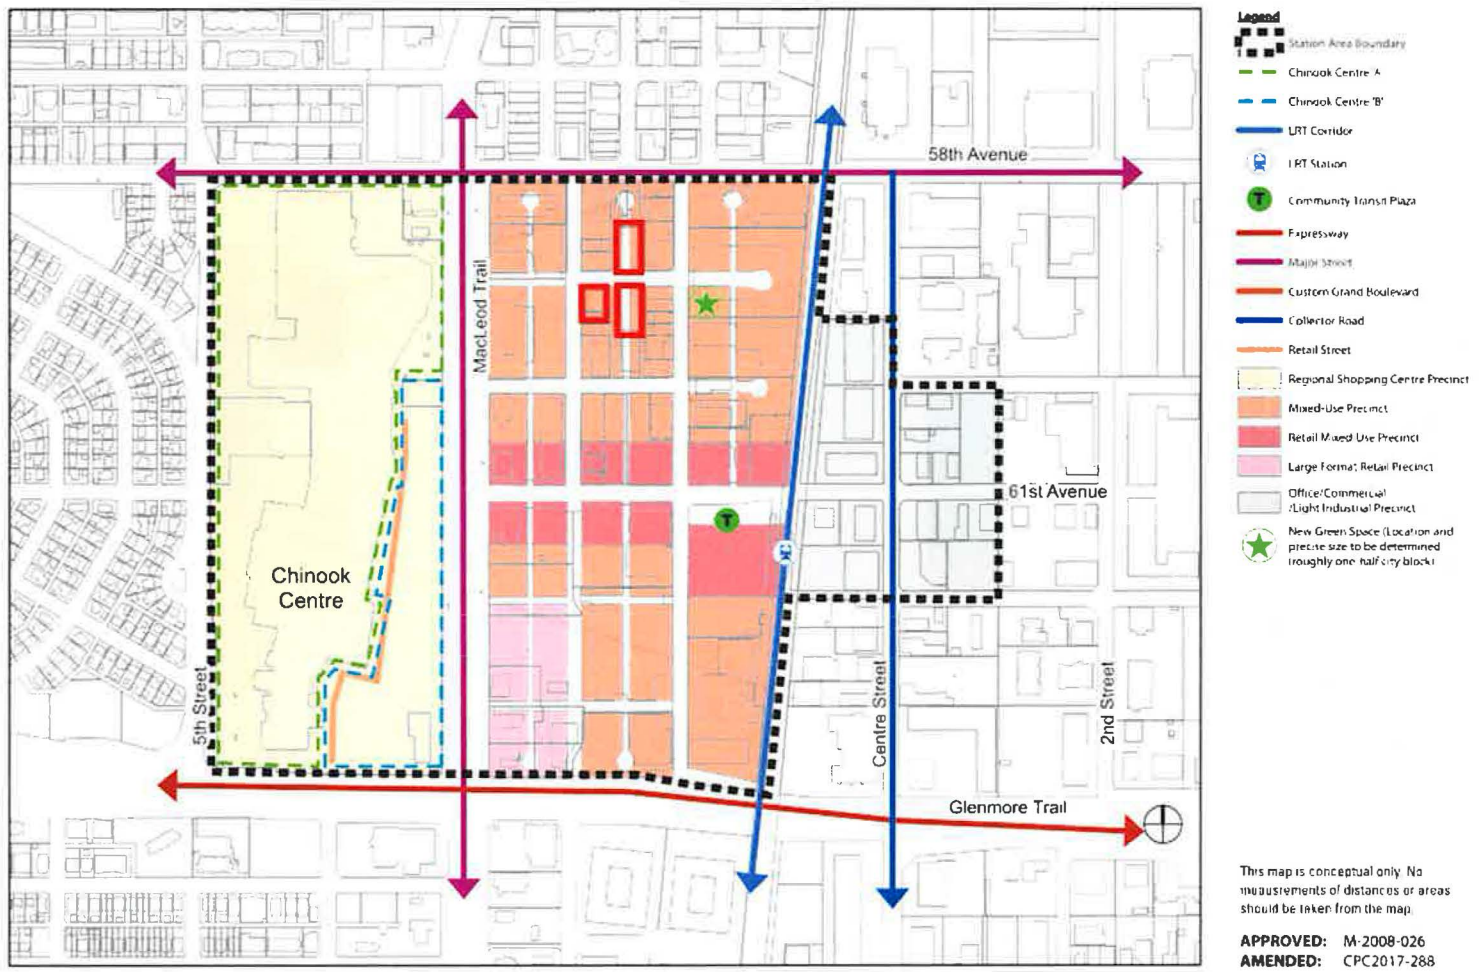 58th Avenue
MacLeod Trail
61st Avenue
Chinook
Centre
5th Street
Centre Street
2nd Street
Glenmore Trail
Legend
Station Area Boundary
Chinook Centre 'A'
Chinook Centre 'B'
LRT Corridor
LRT Station
T
Community Transit Plaza
Expressway
Major Street
Custom Grand Boulevard
Collector Road
Retail Street
Regional Shopping Centre Precinct
Mixed-Use Precinct
Retail Mixed Use Precinct
Large Format Retail Precinct
Office/Commercial
/Light Industrial Precinct
New Green Space (Location and
precise size to be determined
(roughly one half city block)
T
This map is conceptual only. No
measurements of distances or areas
should be taken from the map.
APPROVED: M-2008-026
AMENDED: CPC2017-288